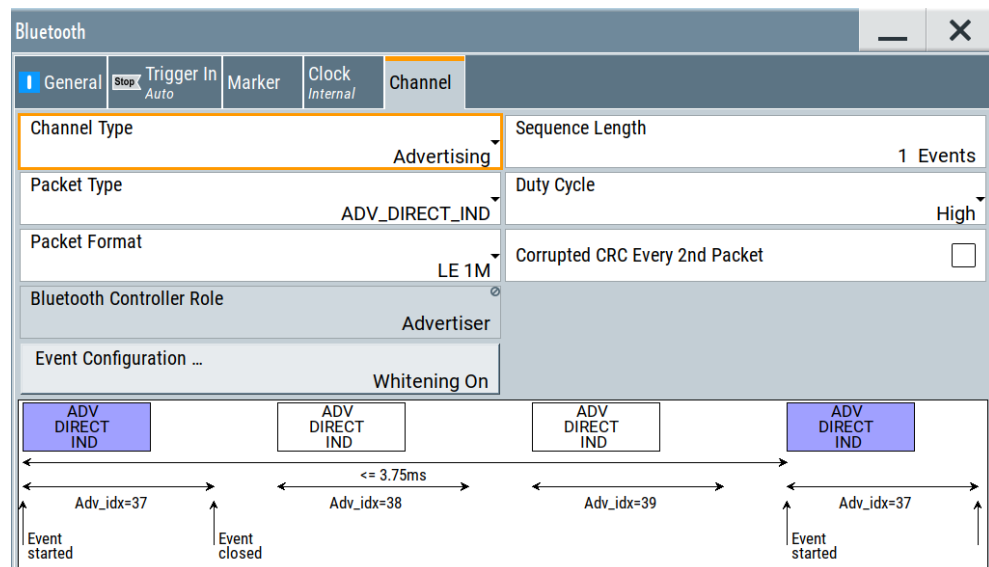 Bluetooth
General
Stop Trigger In
Auto
Marker
Clock
Internal
Channel
Channel Type
Advertising
Sequence Length
1 Events
Packet Type
ADV_DIRECT_IND
Duty Cycle
High
Packet Format
LE 1M
Corrupted CRC Every 2nd Packet
Bluetooth Controller Role
Advertiser
Event Configuration ...
Whitening On
ADV
DIRECT
IND
ADV
DIRECT
IND
ADV
DIRECT
IND
ADV
DIRECT
IND
<= 3.75ms
Adv_idx=37
Adv_idx=38
Adv_idx=39
Adv_idx=37
Event
started
Event
closed
Event
started